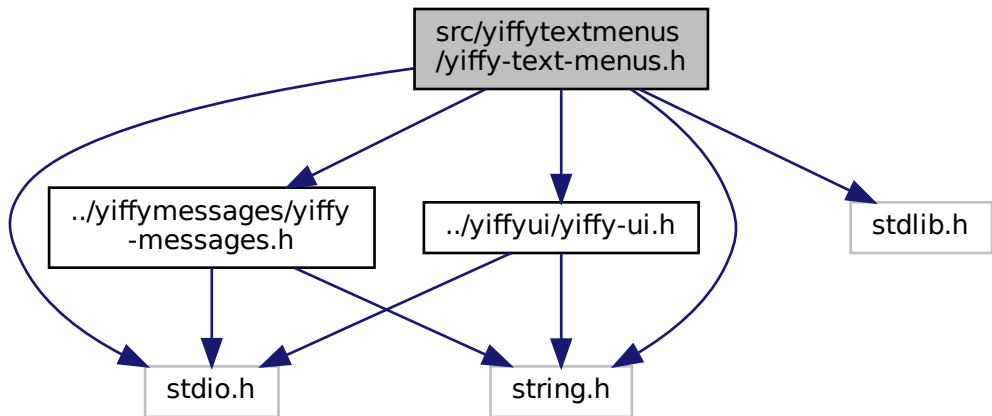 src/yiffytextmenus
/yiffy-text-menus.h
../yiffymessages/yiffy
-messages.h
../yiffyui/yiffy-ui.h
stdlib.h
stdio.h
string.h